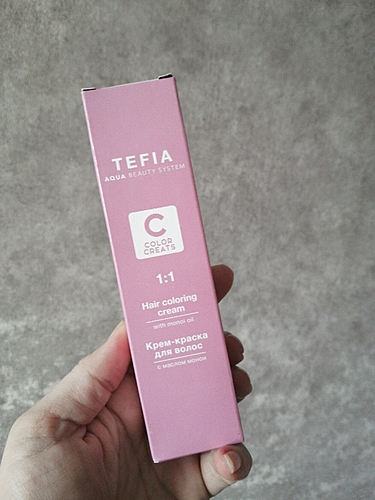 TEFIA
AQUA BEAUTY SYSTEM
C
COLOR
CREATS
1:1
Hair coloring
cream
with monoi oil
Крем-краска
для волос
с маслом монои